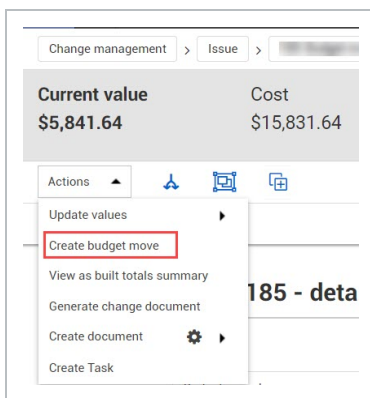 Change management > Issue >
Current value Cost
$5,841.64 $15,831.64
Actions
Update values
Create budget move
View as built totals summary
185 - deta
Generate change document
Create document
Create Task